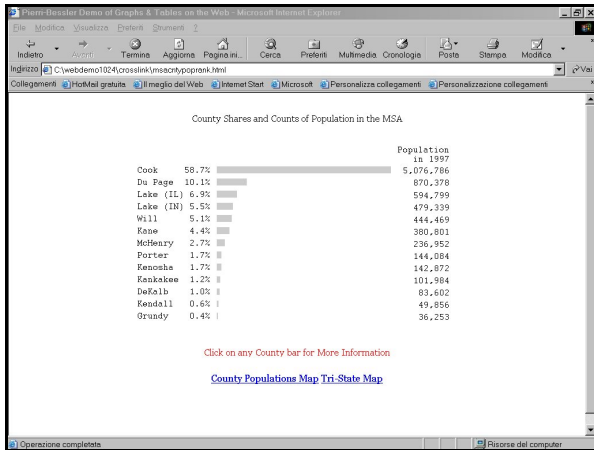 Pierri-Bessler Demo of Graphs & Tables on the Web - Microsoft Internet Explorer
File Modifica Visualizza Preferiti Strumenti ?
Indietro Avanti Termina Aggiorna Pagina ini... Cerca Preferiti Multimedia Cronologia Posta Stampa Modifica
Indirizzo C:\webdemo1024\crosslink\msacntypoprank.html Vai
Collegamenti HotMail gratuita Il meglio del Web Internet Start Microsoft Personalizza collegamenti Personalizzazione collegamenti
County Shares and Counts of Population in the MSA
Population
in 1997
Cook 58.7% 5,076,786
Du Page 10.1% 870,378
Lake (IL) 6.9% 594,799
Lake (IN) 5.5% 479,339
Will 5.1% 444,469
Kane 4.4% 380,801
McHenry 2.7% 236,952
Porter 1.7% 144,084
Kenosha 1.7% 142,872
Kankakee 1.2% 101,984
DeKalb 1.0% 83,602
Kendall 0.6% 49,856
Grundy 0.4% 36,253
Click on any County bar for More Information
County Populations Map Tri-State Map
Operazione completata Risorse del computer